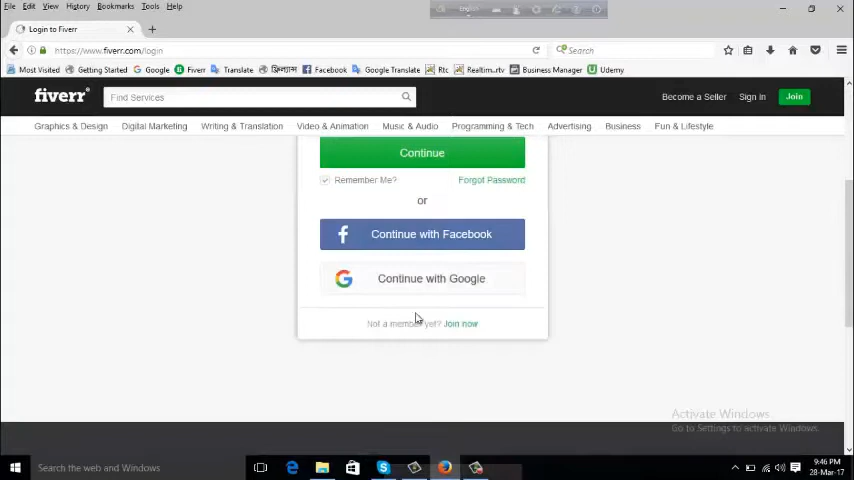 File Edit View History Bookmarks Tools Help
English
Login to Fiverr
https://www.fiverr.com/login
Search
Most Visited Getting Started Google Fiverr Translate ফ্রিল্যান্স Facebook Google Translate Rtc Realtim..rtv Business Manager Udemy
fiverr Find Services Become a Seller Sign In Join
Graphics & Design Digital Marketing Writing & Translation Video & Animation Music & Audio Programming & Tech Advertising Business Fun & Lifestyle
Continue
Remember Me? Forgot Password
or
Continue with Facebook
Continue with Google
Not a member yet? Join now
Activate Windows
Go to Settings to activate Windows.
Search the web and Windows
9:46 PM
28-Mar-17